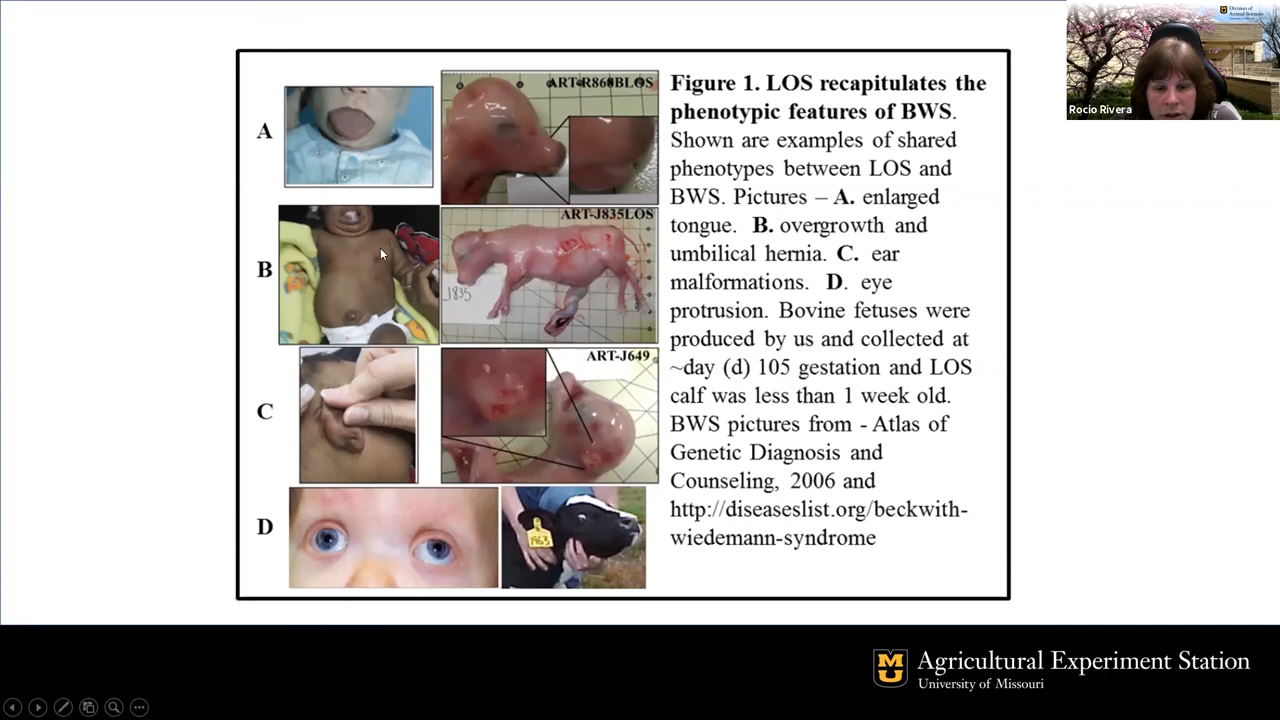 Division of
Animal Sciences
Rocio Rivera
A
ART-R860BLOS
B
ART-J835LOS
J835
C
ART-J649
D
1963
Figure 1. LOS recapitulates the
phenotypic features of BWS.
Shown are examples of shared
phenotypes between LOS and
BWS. Pictures – A. enlarged
tongue. B. overgrowth and
umbilical hernia. C. ear
malformations. D. eye
protrusion. Bovine fetuses were
produced by us and collected at
~day (d) 105 gestation and LOS
calf was less than 1 week old.
BWS pictures from - Atlas of
Genetic Diagnosis and
Counseling, 2006 and
http://diseaseslist.org/beckwith-
wiedemann-syndrome
Agricultural Experiment Station
University of Missouri